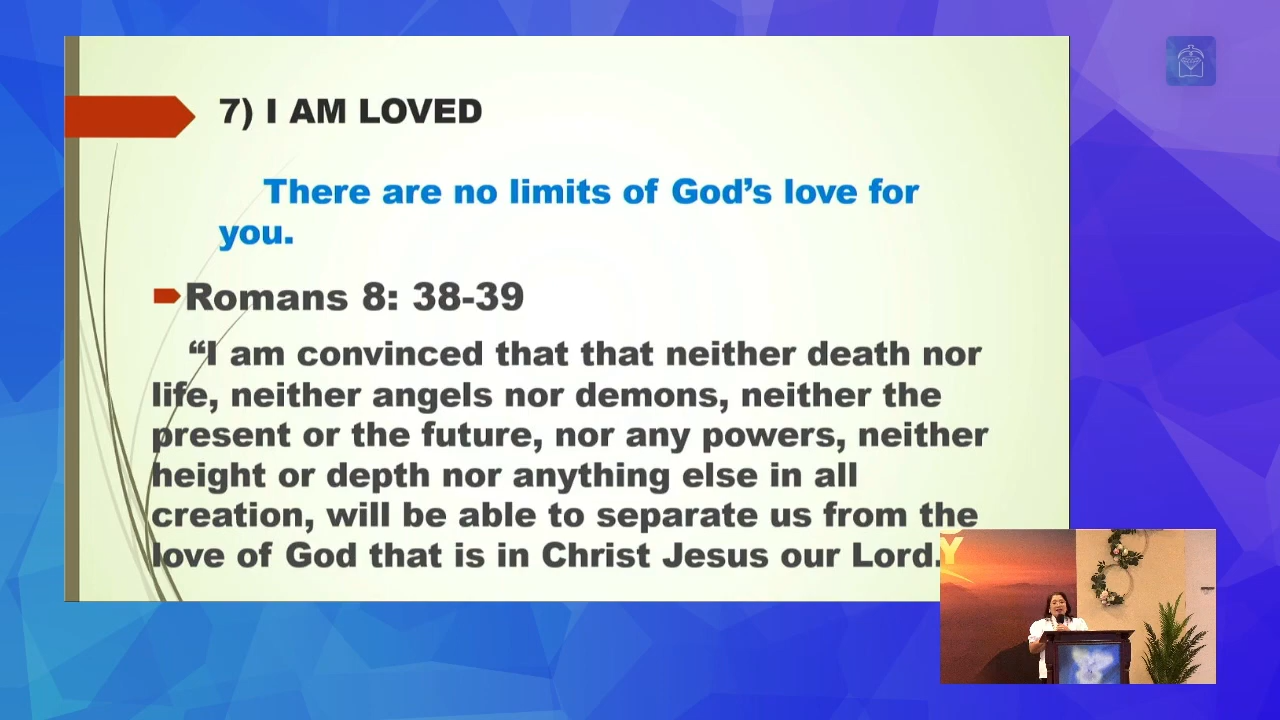 7) I AM LOVED
There are no limits of God’s love for
you.
Romans 8: 38-39
“I am convinced that that neither death nor
life, neither angels nor demons, neither the
present or the future, nor any powers, neither
height or depth nor anything else in all
creation, will be able to separate us from the
love of God that is in Christ Jesus our Lord.
Y